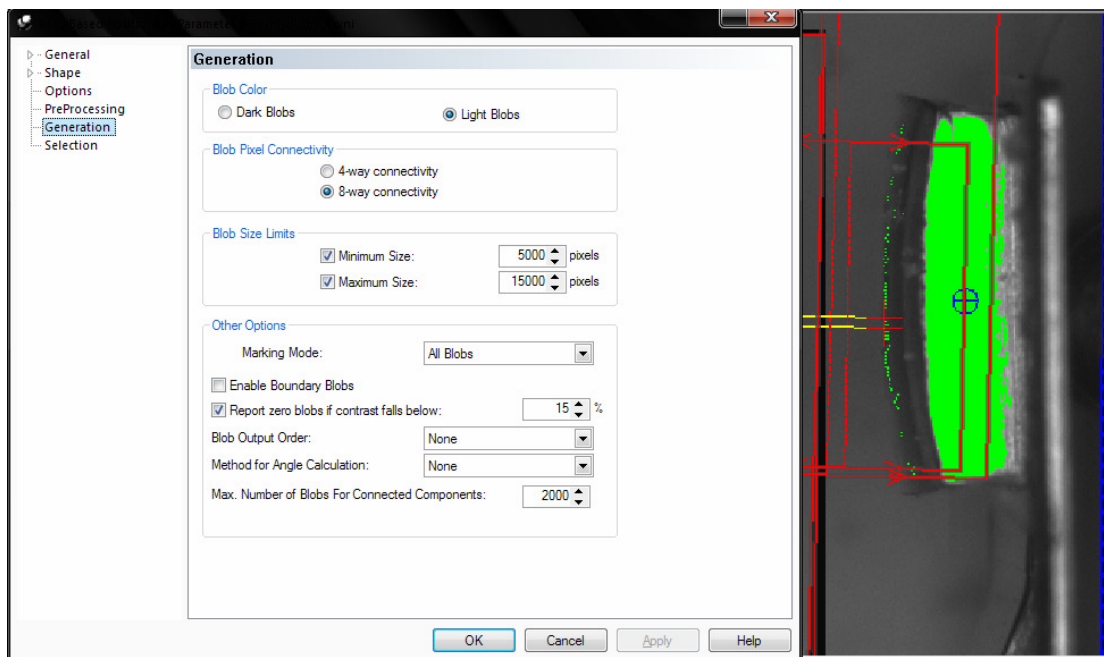 General
Shape
Options
PreProcessing
Generation
Selection
Generation
Blob Color
Dark Blobs Light Blobs
Blob Pixel Connectivity
4-way connectivity
8-way connectivity
Blob Size Limits
Minimum Size: 5000 pixels
Maximum Size: 15000 pixels
Other Options
Marking Mode: All Blobs
Enable Boundary Blobs
Report zero blobs if contrast falls below: 15 %
Blob Output Order: None
Method for Angle Calculation: None
Max. Number of Blobs For Connected Components: 2000
OK Cancel Apply Help